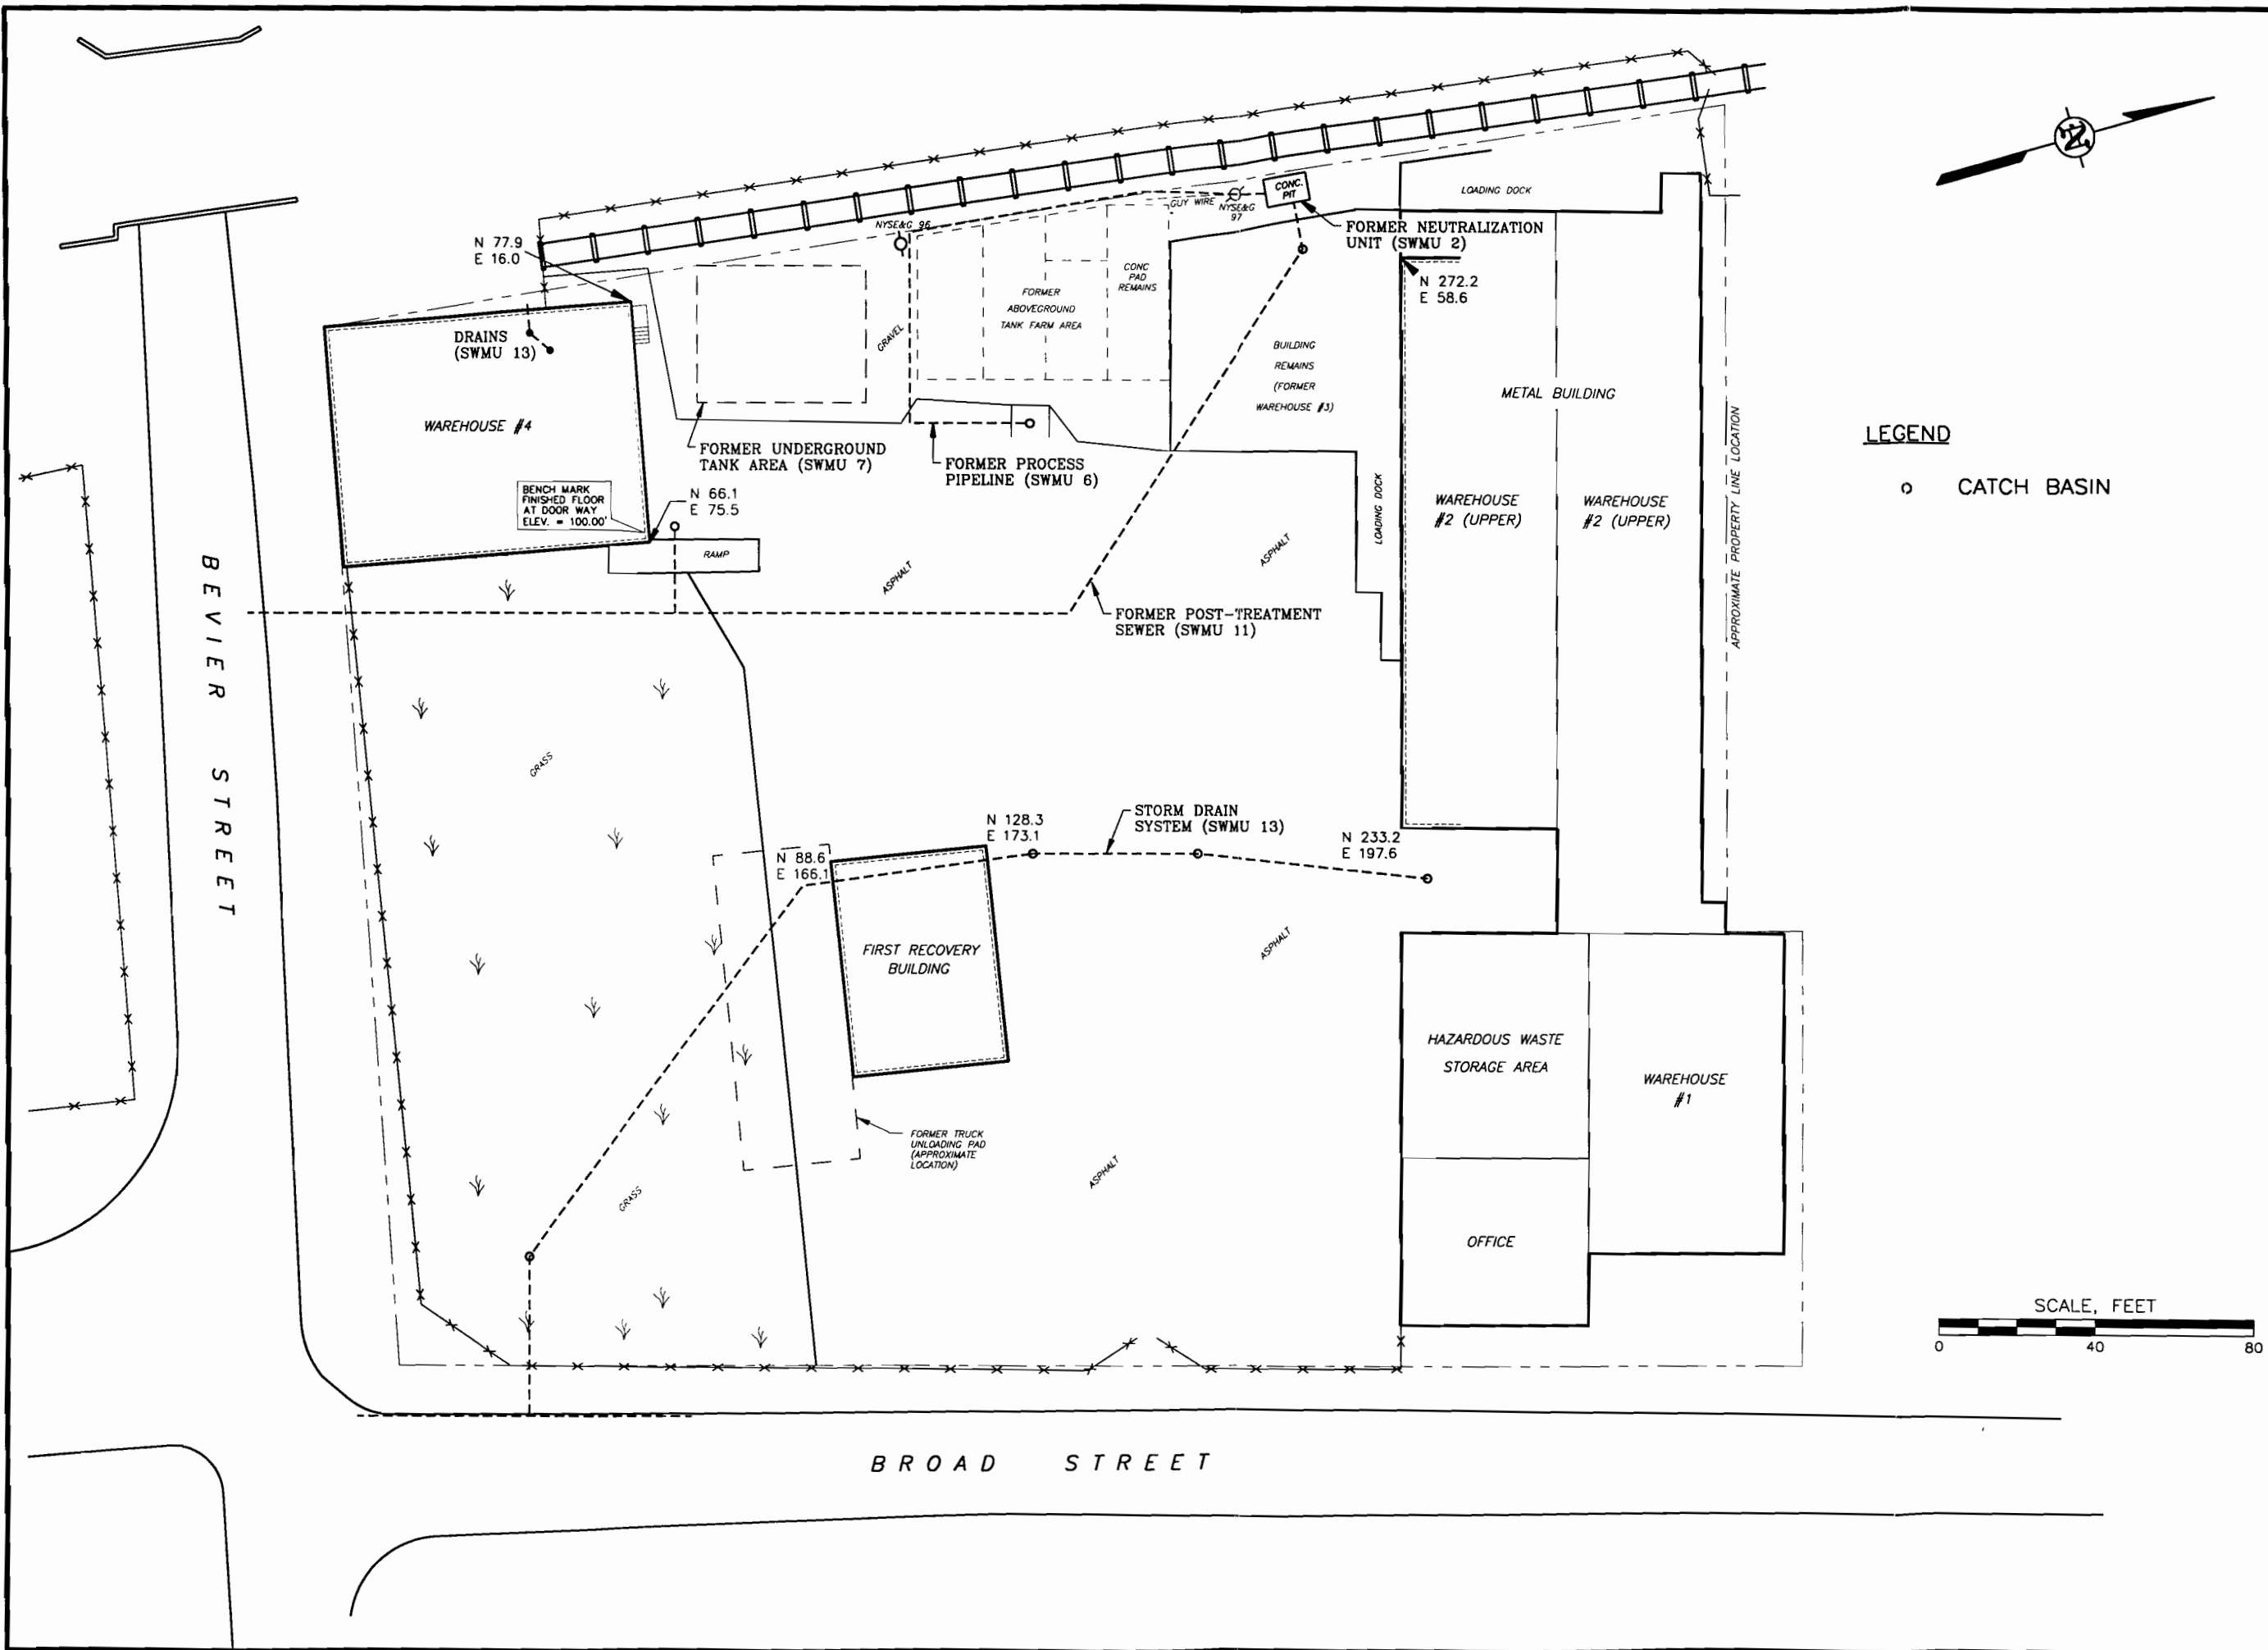 N 77.9
E 16.0
NYSE&G 96
GUY WIRE
NYSE&G
97
CONC.
PIT
LOADING DOCK
FORMER NEUTRALIZATION
UNIT (SWMU 2)
N 272.2
E 58.6
DRAINS
(SWMU 13)
WAREHOUSE #4
GRAVEL
FORMER
ABOVEGROUND
TANK FARM AREA
CONC
PAD
REMAINS
BUILDING
REMAINS
(FORMER
WAREHOUSE #3)
METAL BUILDING
FORMER UNDERGROUND
TANK AREA (SWMU 7)
FORMER PROCESS
PIPELINE (SWMU 6)
BENCH MARK
FINISHED FLOOR
AT DOOR WAY
ELEV. = 100.00'
N 66.1
E 75.5
RAMP
LOADING DOCK
WAREHOUSE
#2 (UPPER)
WAREHOUSE
#2 (UPPER)
APPROXIMATE PROPERTY LINE LOCATION
LEGEND
CATCH BASIN
ASPHALT
ASPHALT
FORMER POST-TREATMENT
SEWER (SWMU 11)
BEVIER STREET
GRASS
N 88.6
E 166.1
N 128.3
E 173.1
STORM DRAIN
SYSTEM (SWMU 13)
N 233.2
E 197.6
FIRST RECOVERY
BUILDING
ASPHALT
HAZARDOUS WASTE
STORAGE AREA
WAREHOUSE
#1
FORMER TRUCK
UNLOADING PAD
(APPROXIMATE
LOCATION)
ASPHALT
GRASS
OFFICE
SCALE, FEET
0 40 80
BROAD STREET
N